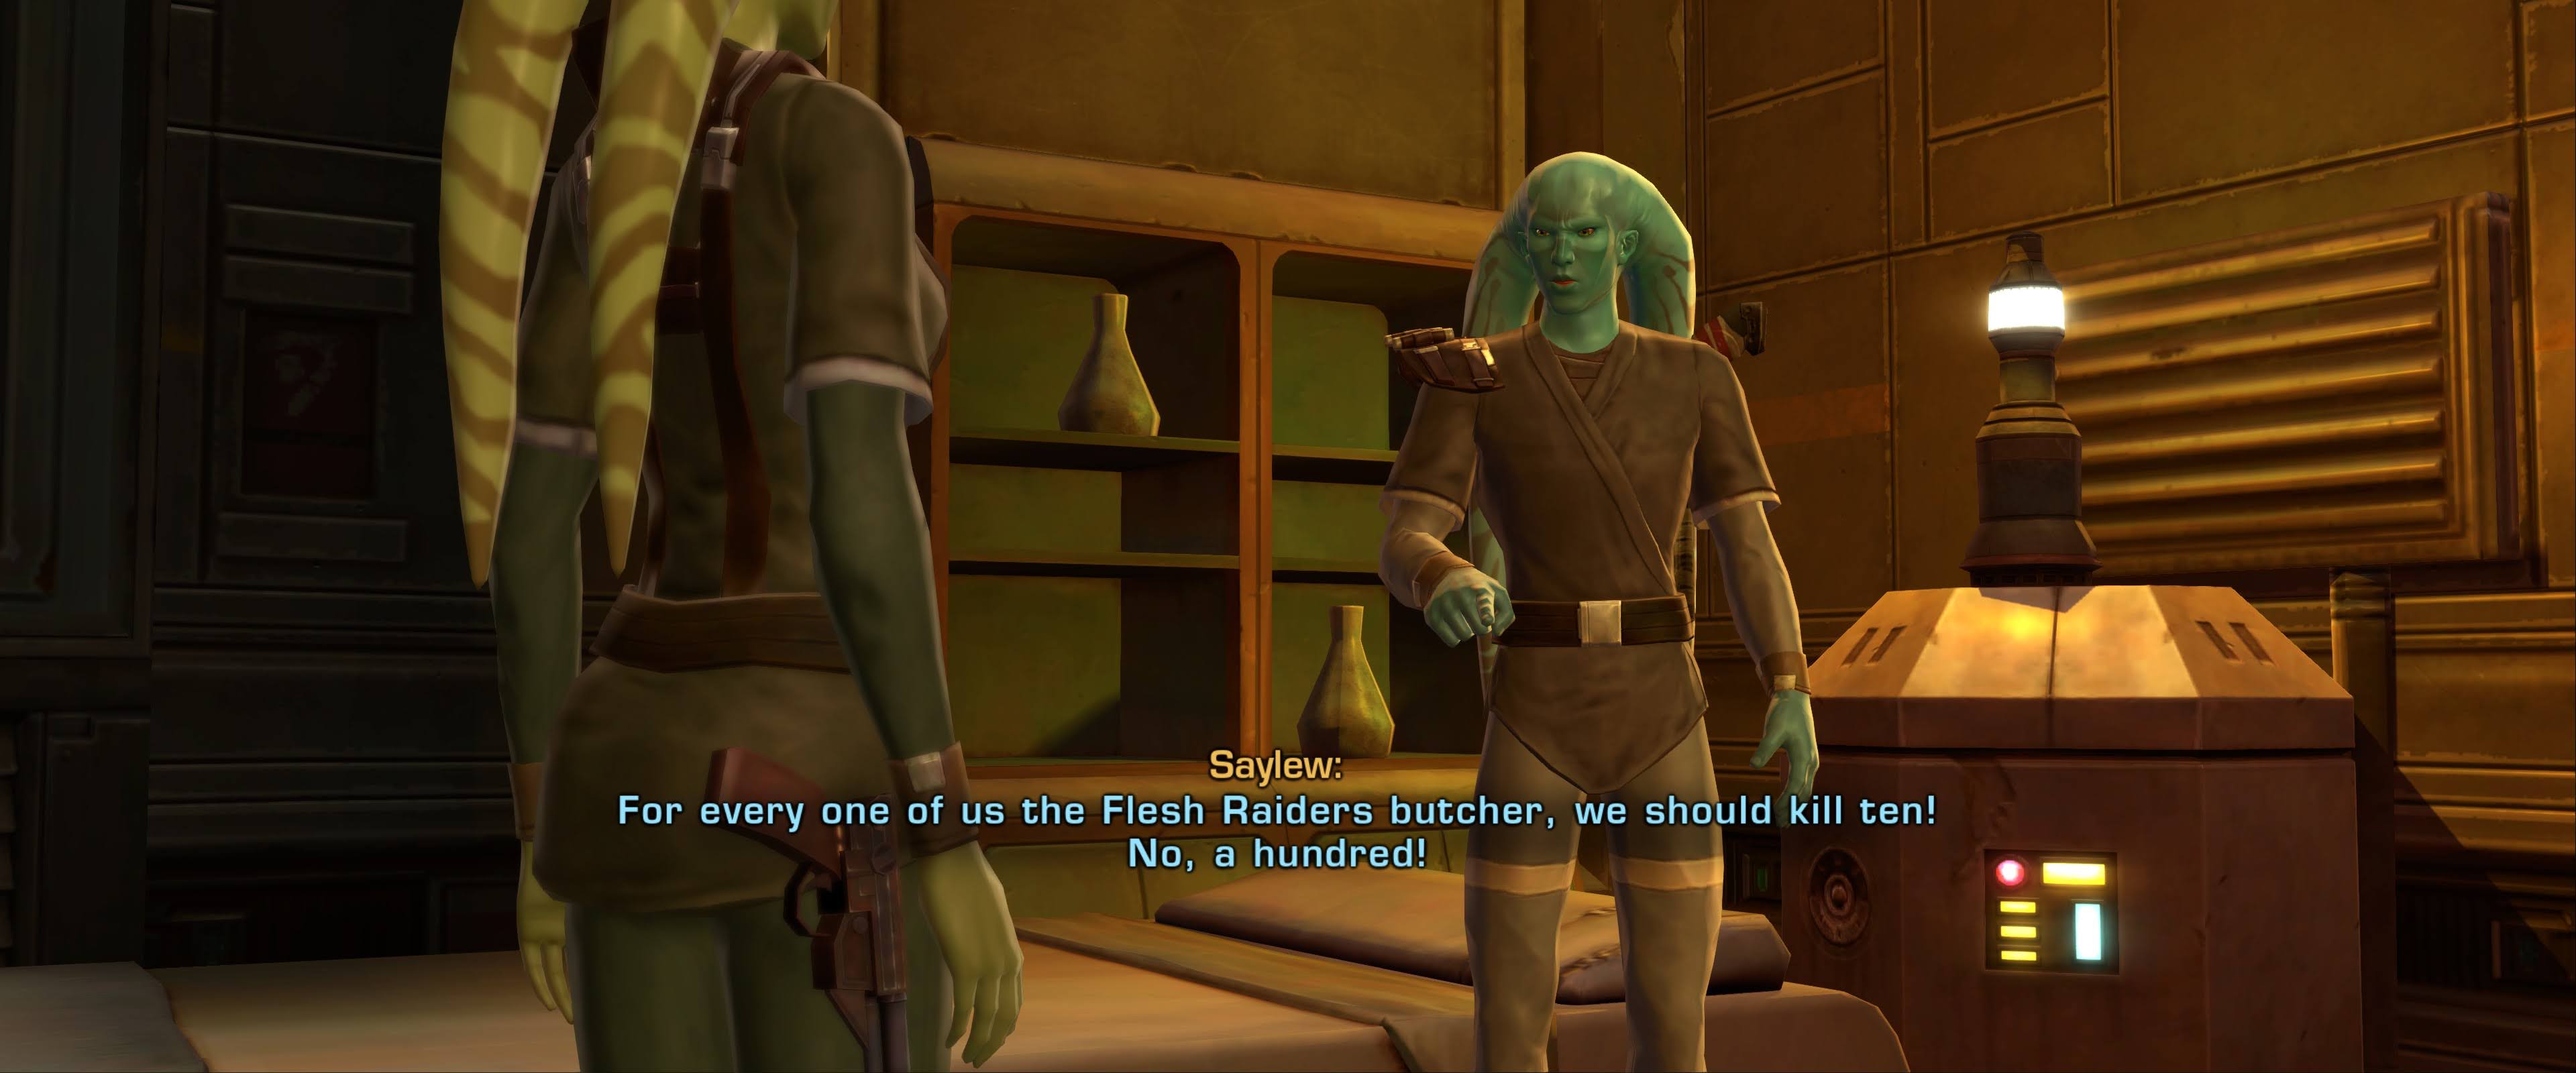 Saylew:
For every one of us the Flesh Raiders butcher, we should kill ten!
No, a hundred!